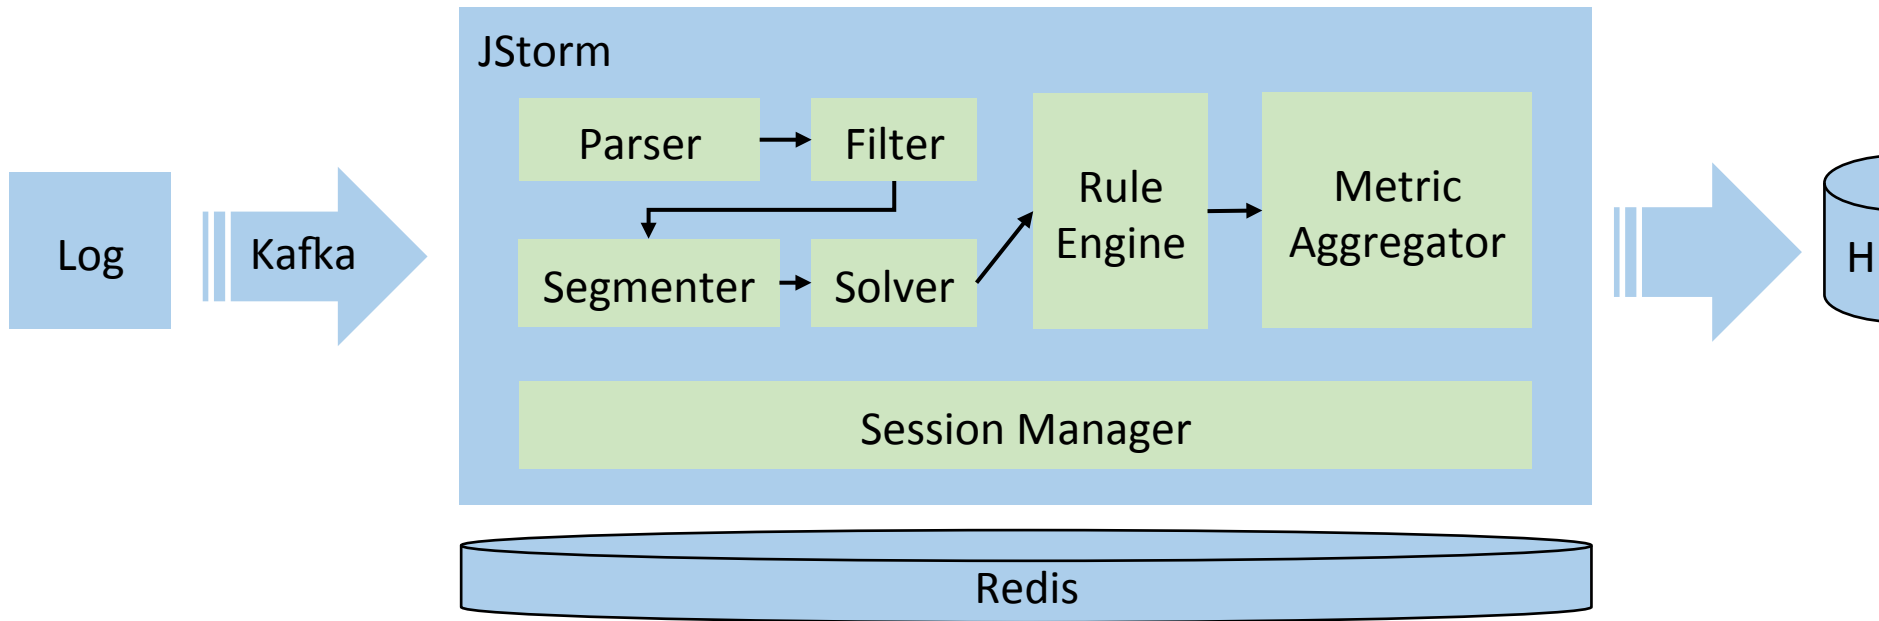 JStorm
Parser
Filter
Log
Kafka
Segmenter
Solver
Rule
Engine
Metric
Aggregator
Session Manager
Redis